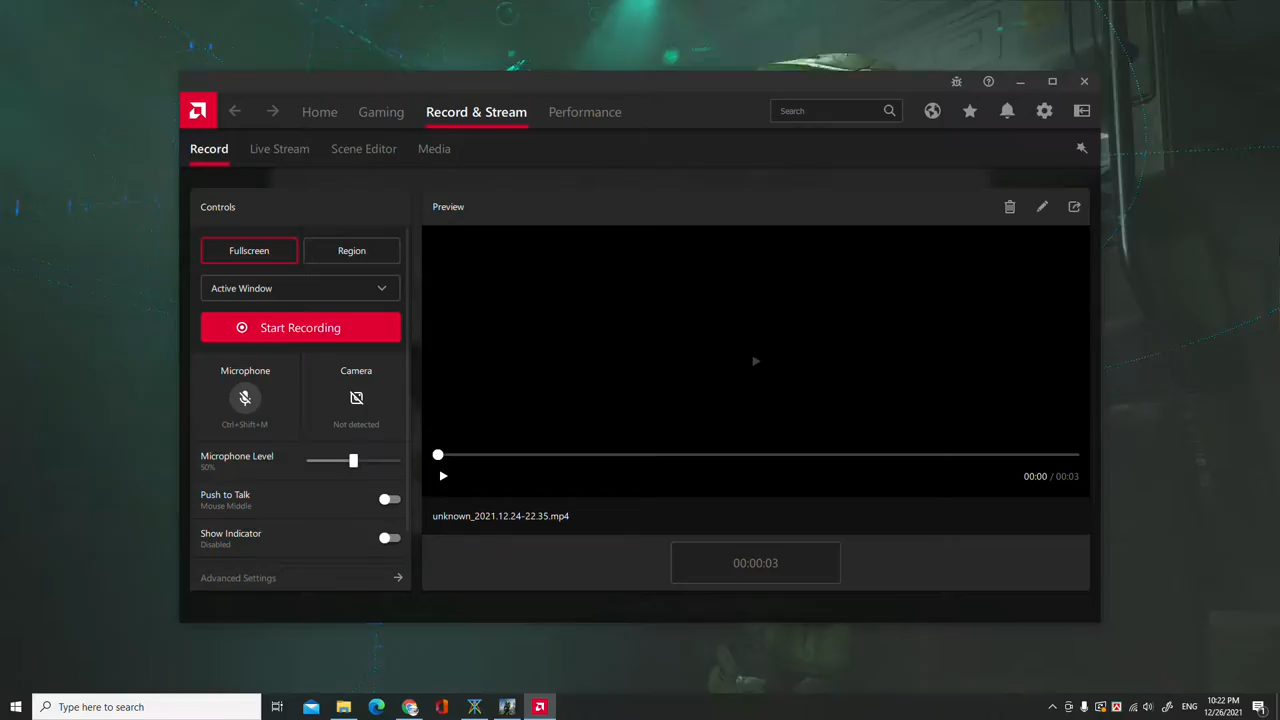 Home Gaming Record & Stream Performance Search
Record Live Stream Scene Editor Media
Controls
Fullscreen Region
Active Window
Start Recording
Microphone Camera
Ctrl+Shift+M Not detected
Microphone Level
50%
Push to Talk
Mouse Middle
Show Indicator
Disabled
Advanced Settings
Preview
00:00 / 00:03
unknown_2021.12.24-22.35.mp4
00:00:03
Type here to search
ENG
10:22 PM
12/26/2021